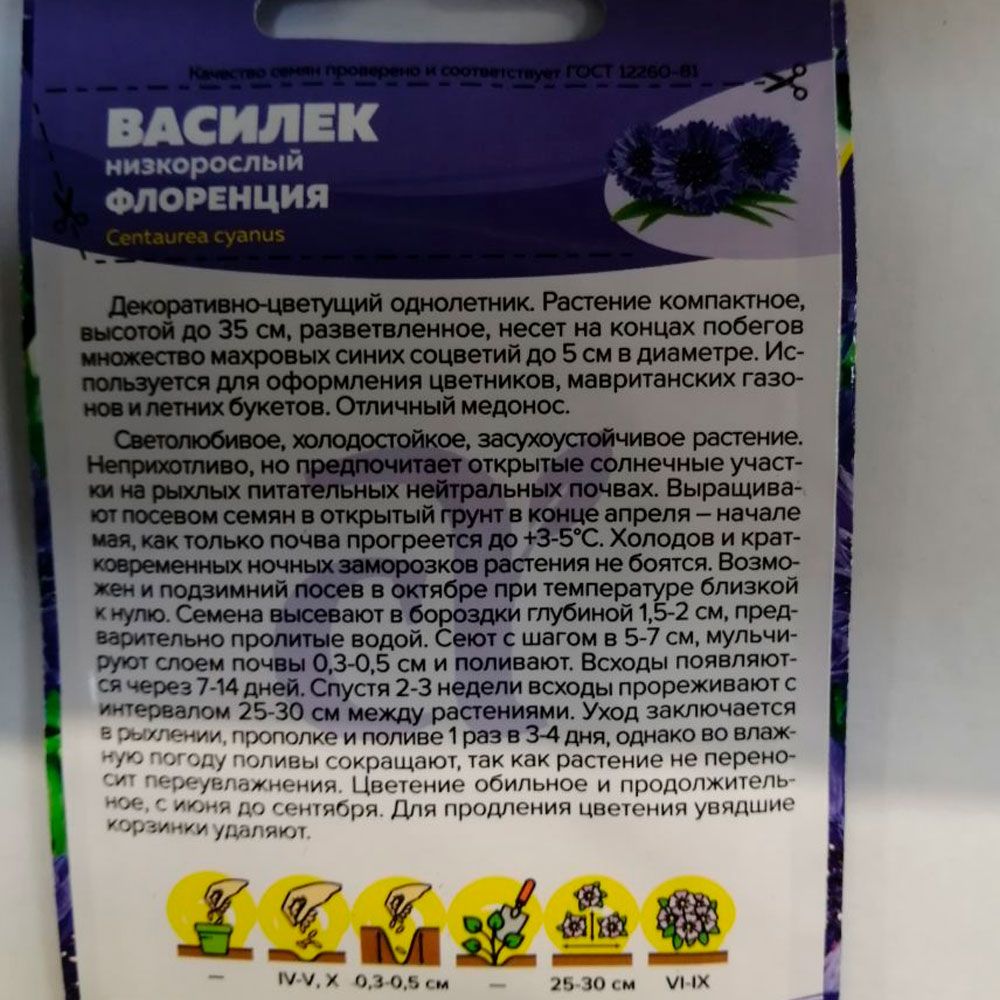 Качество семян проверено и соответствует ГОСТ 12260-81
ВАСИЛЕК
низкорослый
ФЛОРЕНЦИЯ
Centaurea cyanus
Декоративно-цветущий однолетник. Растение компактное,
высотой до 35 см, разветвленное, несет на концах побегов
множество махровых синих соцветий до 5 см в диаметре. Ис-
пользуется для оформления цветников, мавританских газо-
нов и летних букетов. Отличный медонос.
Светолюбивое, холодостойкое, засухоустойчивое растение.
Неприхотливо, но предпочитает открытые солнечные участ-
ки на рыхлых питательных нейтральных почвах. Выращива-
ют посевом семян в открытый грунт в конце апреля – начале
мая, как только почва прогреется до +3-5°С. Холодов и крат-
ковременных ночных заморозков растения не боятся. Возмо-
жен и подзимний посев в октябре при температуре близкой
к нулю. Семена высевают в бороздки глубиной 1,5-2 см, пред-
варительно пролитые водой. Сеют с шагом в 5-7 см, мульчи-
руют слоем почвы 0,3-0,5 см и поливают. Всходы появляют-
ся через 7-14 дней. Спустя 2-3 недели всходы прореживают с
интервалом 25-30 см между растениями. Уход заключается
в рыхлении, прополке и поливе 1 раз в 3-4 дня, однако во влаж-
ную погоду поливы сокращают, так как растение не перено-
сит переувлажнения. Цветение обильное и продолжитель-
ное, с июня до сентября. Для продления цветения увядшие
корзинки удаляют.
– IV-V, X 0,3-0,5 см – 25-30 см VI-IX